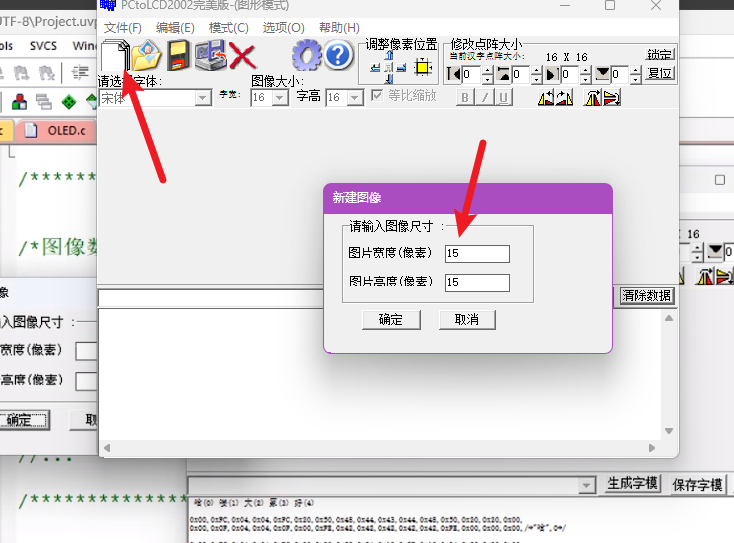 UTF-8\Project.uvp
PCtoLCD2002完美版-(图形模式)
文件(F) 编辑(E) 模式(C) 选项(O) 帮助(H)
ols SVCS Win
调整像素位置
修改点阵大小
当前汉字点阵大小: 16 X 16
锁定
0 0 0 0
复位
请选择字体:
图像大小:
宋体
字宽: 16 字高 16
等比缩放
B I U
OLED.c
/*******
/*图像数
新建图像
请输入图像尺寸 :
图片宽度(像素) 15
图片高度(像素) 15
确定 取消
X 16
0
清除数据
像
入图像尺寸 :
宽度(像素)
高度(像素)
确定 取
//...
/***************
生成字模 保存字模